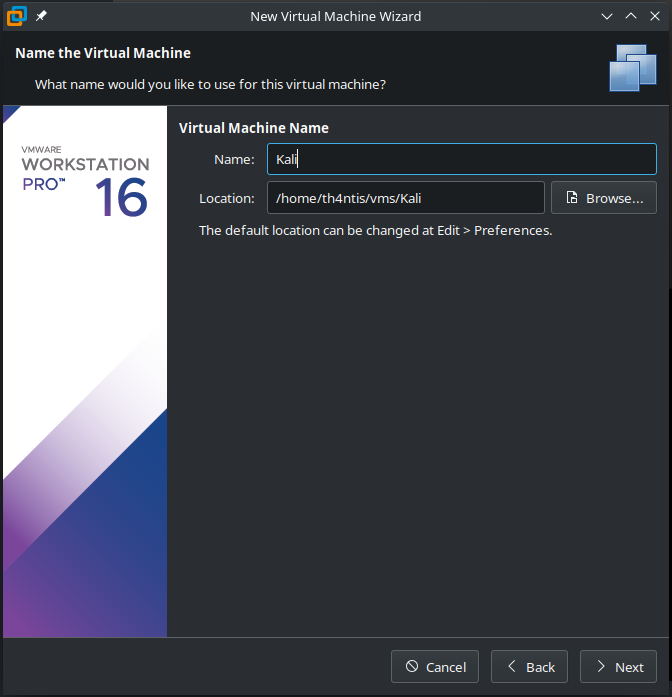 New Virtual Machine Wizard
Name the Virtual Machine
What name would you like to use for this virtual machine?
VMWARE
WORKSTATION
PRO™ 16
Virtual Machine Name
Name: Kali
Location: /home/th4ntis/vms/Kali Browse...
The default location can be changed at Edit > Preferences.
Cancel Back Next